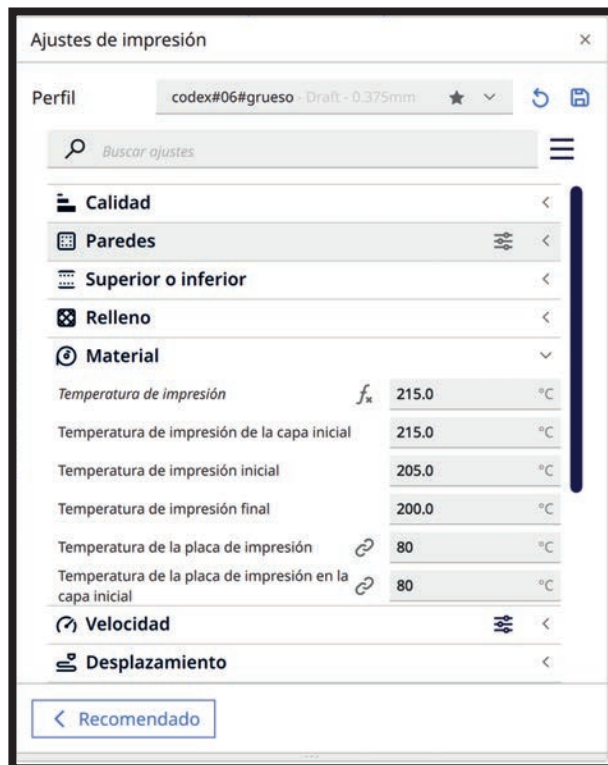 Ajustes de impresión
Perfil codex#06#grueso - Draft - 0.375mm
Buscar ajustes
Calidad
Paredes
Superior o inferior
Relleno
Material
Temperatura de impresión 215.0 °C
Temperatura de impresión de la capa inicial 215.0 °C
Temperatura de impresión inicial 205.0 °C
Temperatura de impresión final 200.0 °C
Temperatura de la placa de impresión 80 °C
Temperatura de la placa de impresión en la
capa inicial 80 °C
Velocidad
Desplazamiento
Recomendado